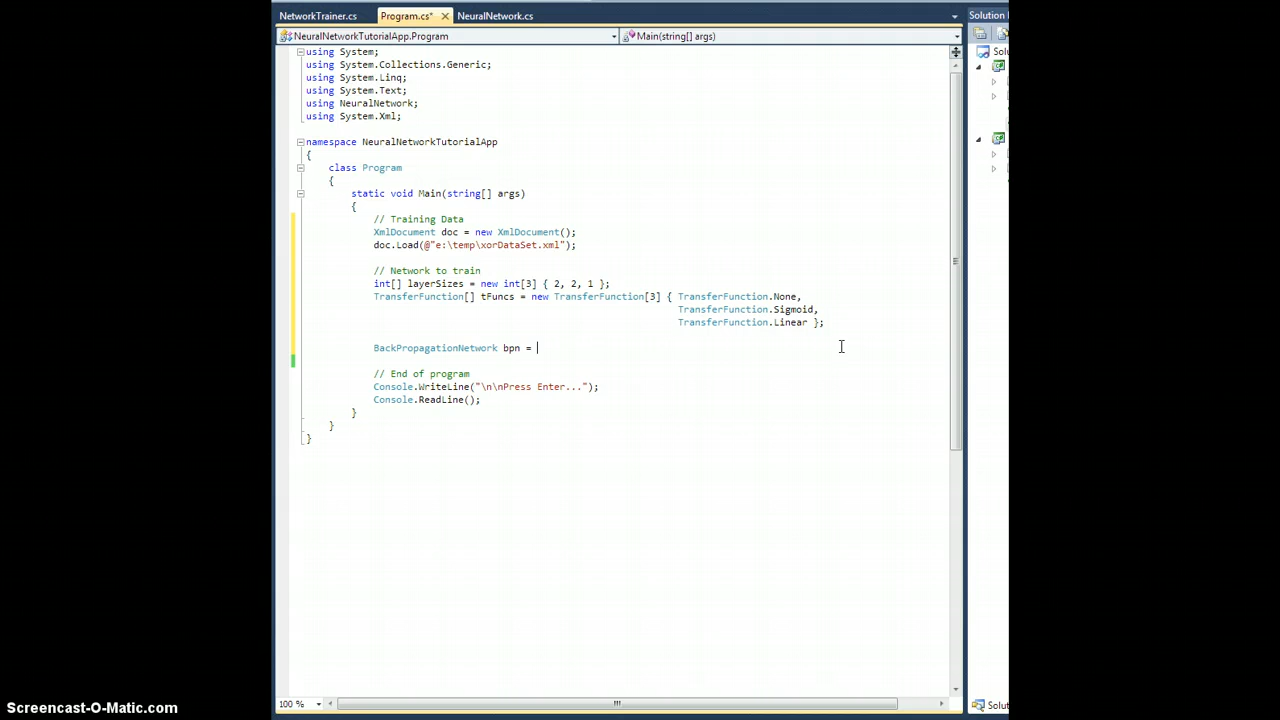 NetworkTrainer.cs Program.cs* NeuralNetwork.cs Solution
NeuralNetworkTutorialApp.Program Main(string[] args)
using System;
using System.Collections.Generic;
using System.Linq;
using System.Text;
using NeuralNetwork;
using System.Xml;
namespace NeuralNetworkTutorialApp
{
class Program
{
static void Main(string[] args)
{
// Training Data
XmlDocument doc = new XmlDocument();
doc.Load(@"e:\temp\xorDataSet.xml");
// Network to train
int[] layerSizes = new int[3] { 2, 2, 1 };
TransferFunction[] tFuncs = new TransferFunction[3] { TransferFunction.None,
TransferFunction.Sigmoid,
TransferFunction.Linear };
BackPropagationNetwork bpn =
// End of program
Console.WriteLine("\n\nPress Enter...");
Console.ReadLine();
}
}
}
100 %
Solut
Screencast-O-Matic.com